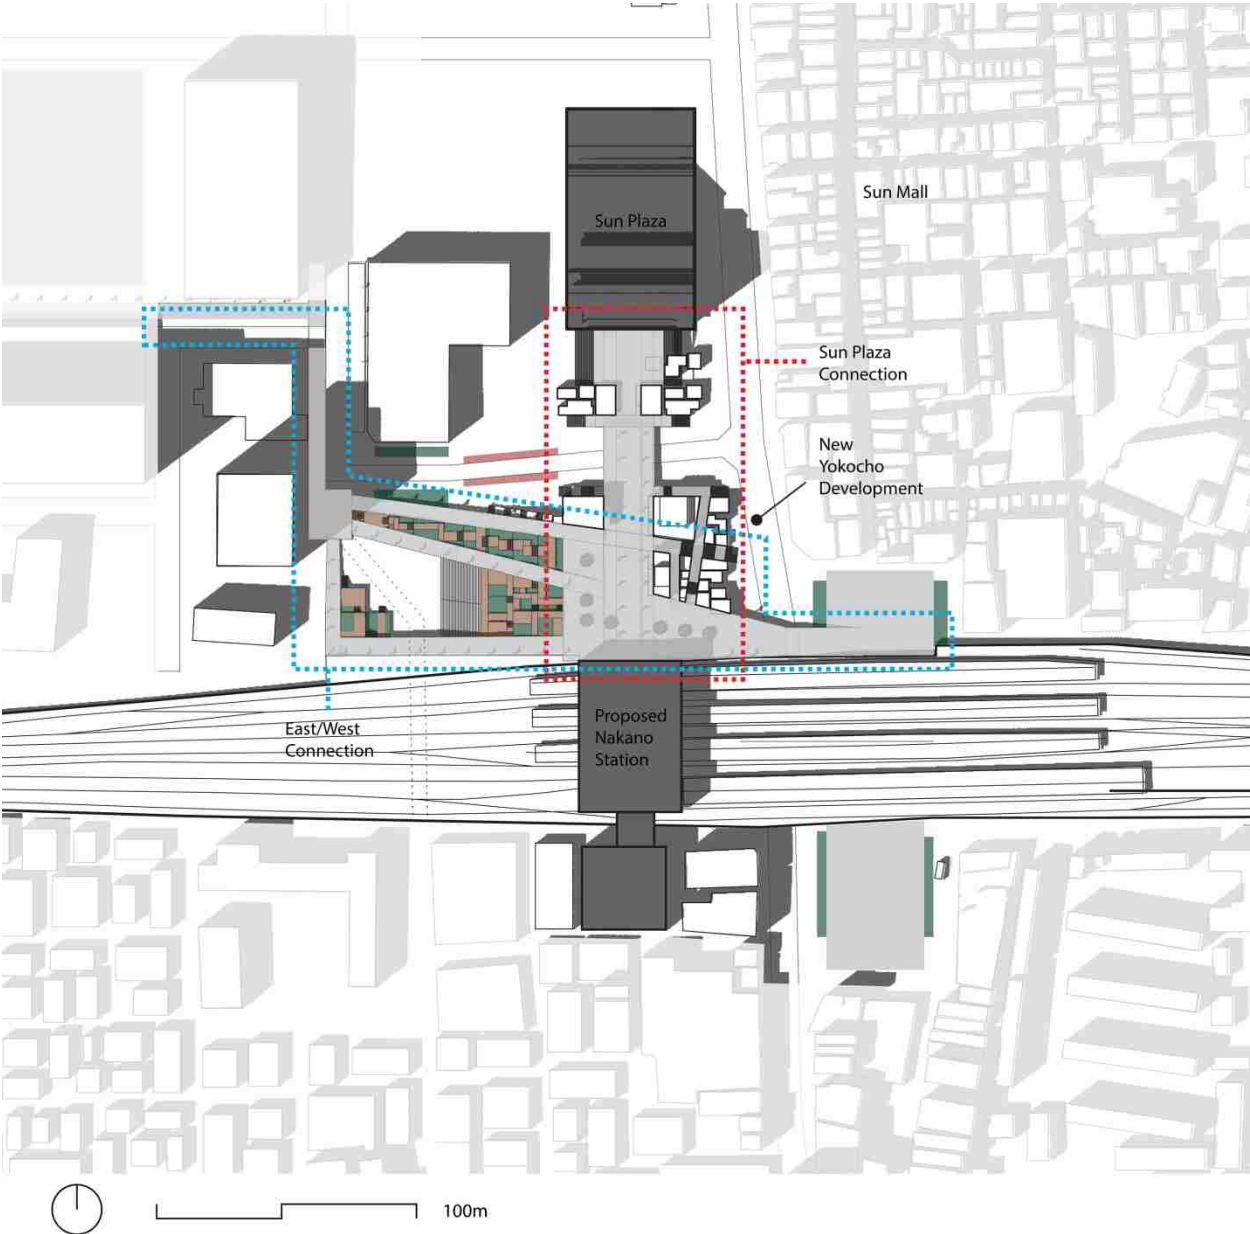 Sun Mall
Sun Plaza
Sun Plaza
Connection
New
Yokocho
Development
Proposed
Nakano
Station
East/West
Connection
100m